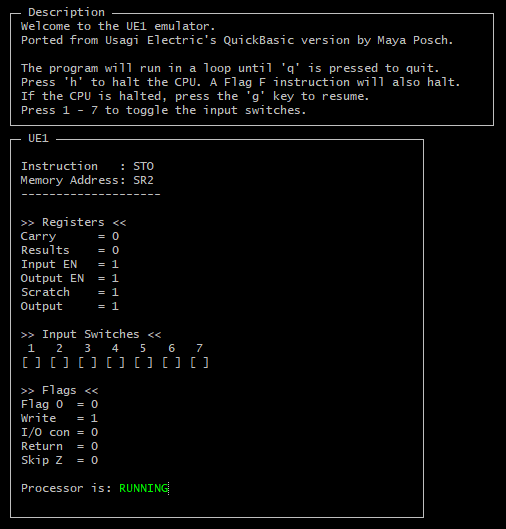 Description
Welcome to the UE1 emulator.
Ported from Usagi Electric's QuickBasic version by Maya Posch.
The program will run in a loop until 'q' is pressed to quit.
Press 'h' to halt the CPU. A Flag F instruction will also halt.
If the CPU is halted, press the 'g' key to resume.
Press 1 - 7 to toggle the input switches.
UE1
Instruction   : STO
Memory Address: SR2
--------------------
>> Registers <<
Carry      = 0
Results    = 0
Input EN   = 1
Output EN  = 1
Scratch    = 1
Output     = 1
>> Input Switches <<
1   2   3   4   5   6   7
[ ] [ ] [ ] [ ] [ ] [ ] [ ]
>> Flags <<
Flag 0  = 0
Write   = 1
I/O con = 0
Return  = 0
Skip Z  = 0
Processor is: RUNNING